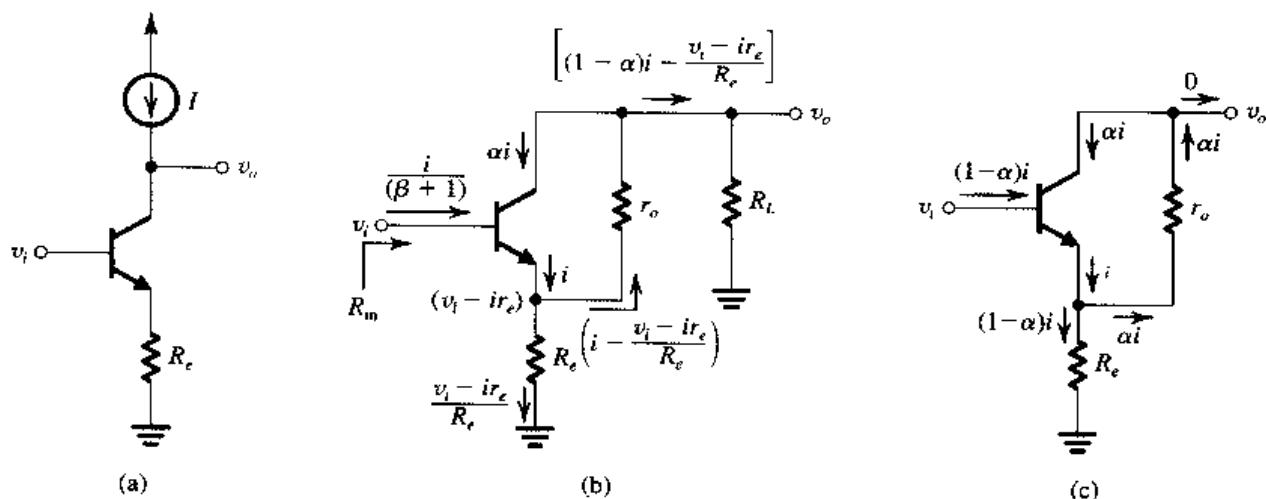 I
v_o
v_i
R_e
(a)
[(1 − α)i − (v_i − ir_e)/R_e]
v_o
αi
i/(β + 1)
r_o
R_L
v_i
i
R_in
(v_i − ir_e)
R_e
(i − (v_i − ir_e)/R_e)
(v_i − ir_e)/R_e
(b)
0
v_o
αi
αi
(1−α)i
r_o
v_i
i
(1−α)i
αi
R_e
(c)